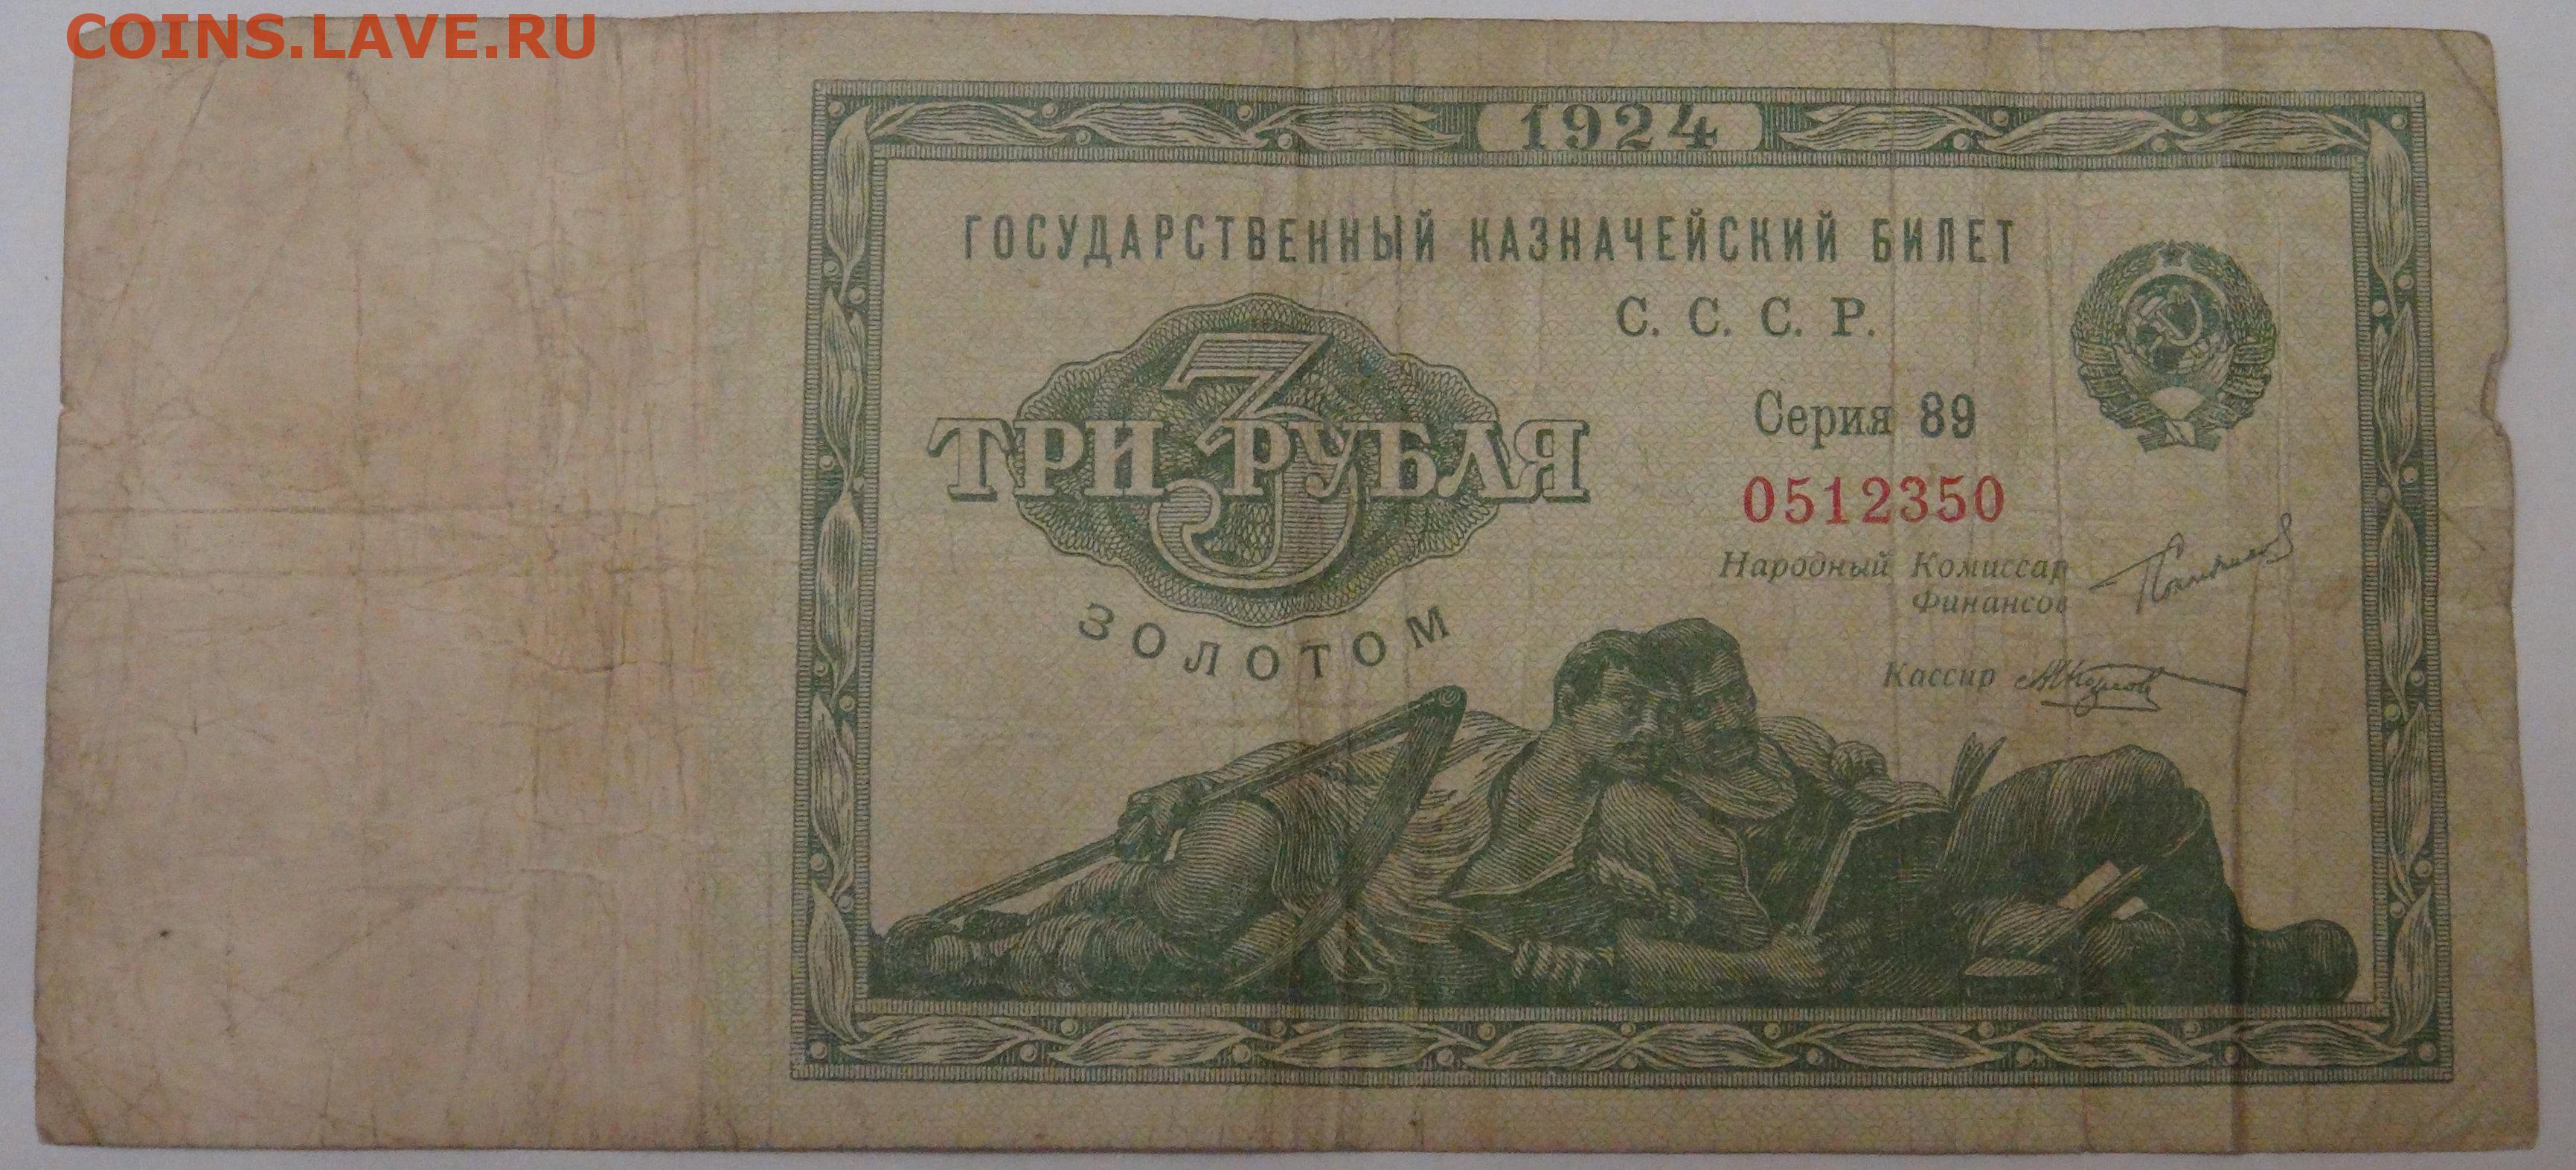 COINS.LAVE.RU
1924
ГОСУДАРСТВЕННЫЙ КАЗНАЧЕЙСКИЙ БИЛЕТ
С. С. С. Р.
3
ТРИ РУБЛЯ
ЗОЛОТОМ
Серия 89
0512350
Народный Комиссар
Финансов
Кассир